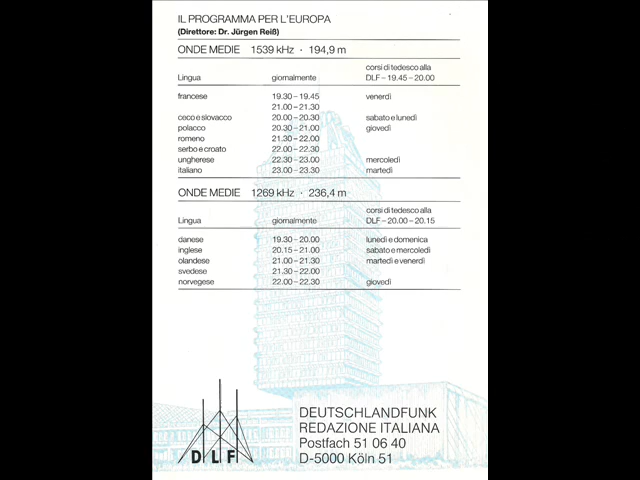 IL PROGRAMMA PER L'EUROPA
(Direttore: Dr. Jürgen Reiß)
ONDE MEDIE 1539 kHz · 194,9 m
corsi di tedesco alla
Lingua giornalmente DLF – 19.45 – 20.00
francese 19.30 – 19.45 venerdì
21.00 – 21.30
ceco e slovacco 20.00 – 20.30 sabato e lunedì
polacco 20.30 – 21.00 giovedì
romeno 21.30 – 22.00
serbo e croato 22.00 – 22.30
ungherese 22.30 – 23.00 mercoledì
italiano 23.00 – 23.30 martedì
ONDE MEDIE 1269 kHz · 236,4 m
corsi di tedesco alla
Lingua giornalmente DLF – 20.00 – 20.15
danese 19.30 – 20.00 lunedì e domenica
inglese 20.15 – 21.00 sabato e mercoledì
olandese 21.00 – 21.30 martedì e venerdì
svedese 21.30 – 22.00
norvegese 22.00 – 22.30 giovedì
DEUTSCHLANDFUNK
REDAZIONE ITALIANA
Postfach 51 06 40
D-5000 Köln 51
DLF